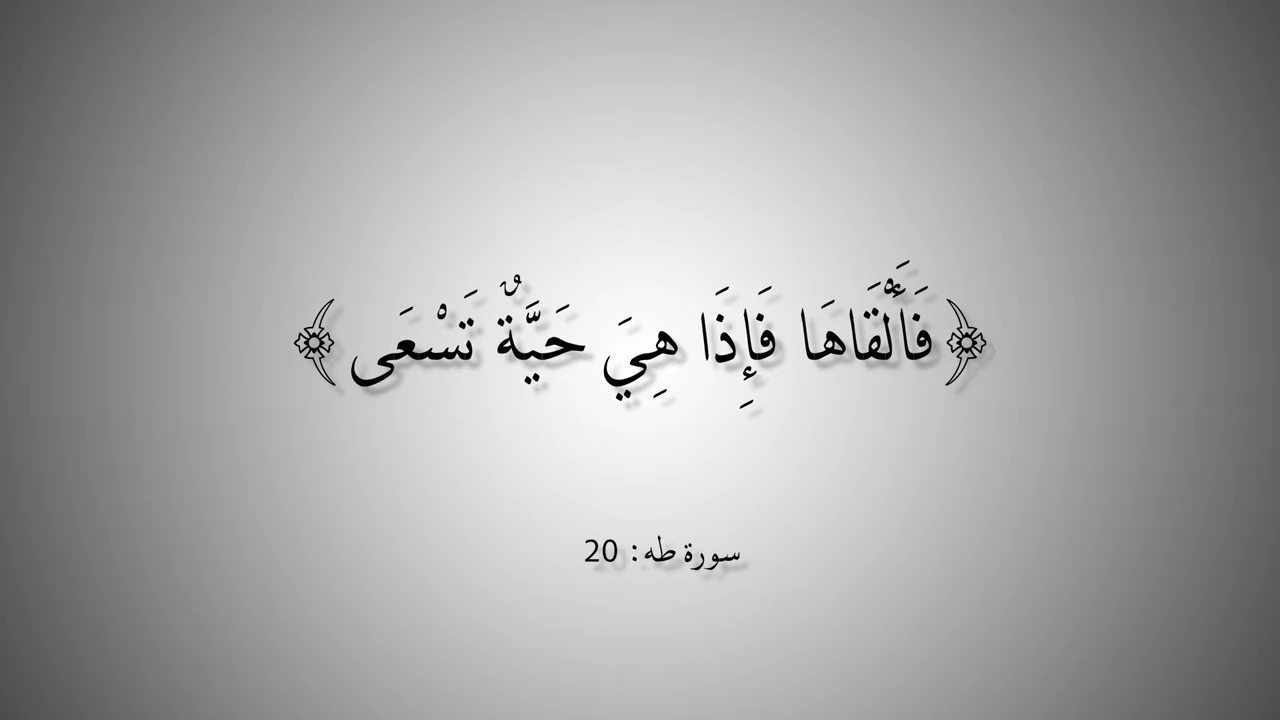 ﴿فَأَلْقَاهَا فَإِذَا هِيَ حَيَّةٌ تَسْعَى﴾
سورة طه: 20